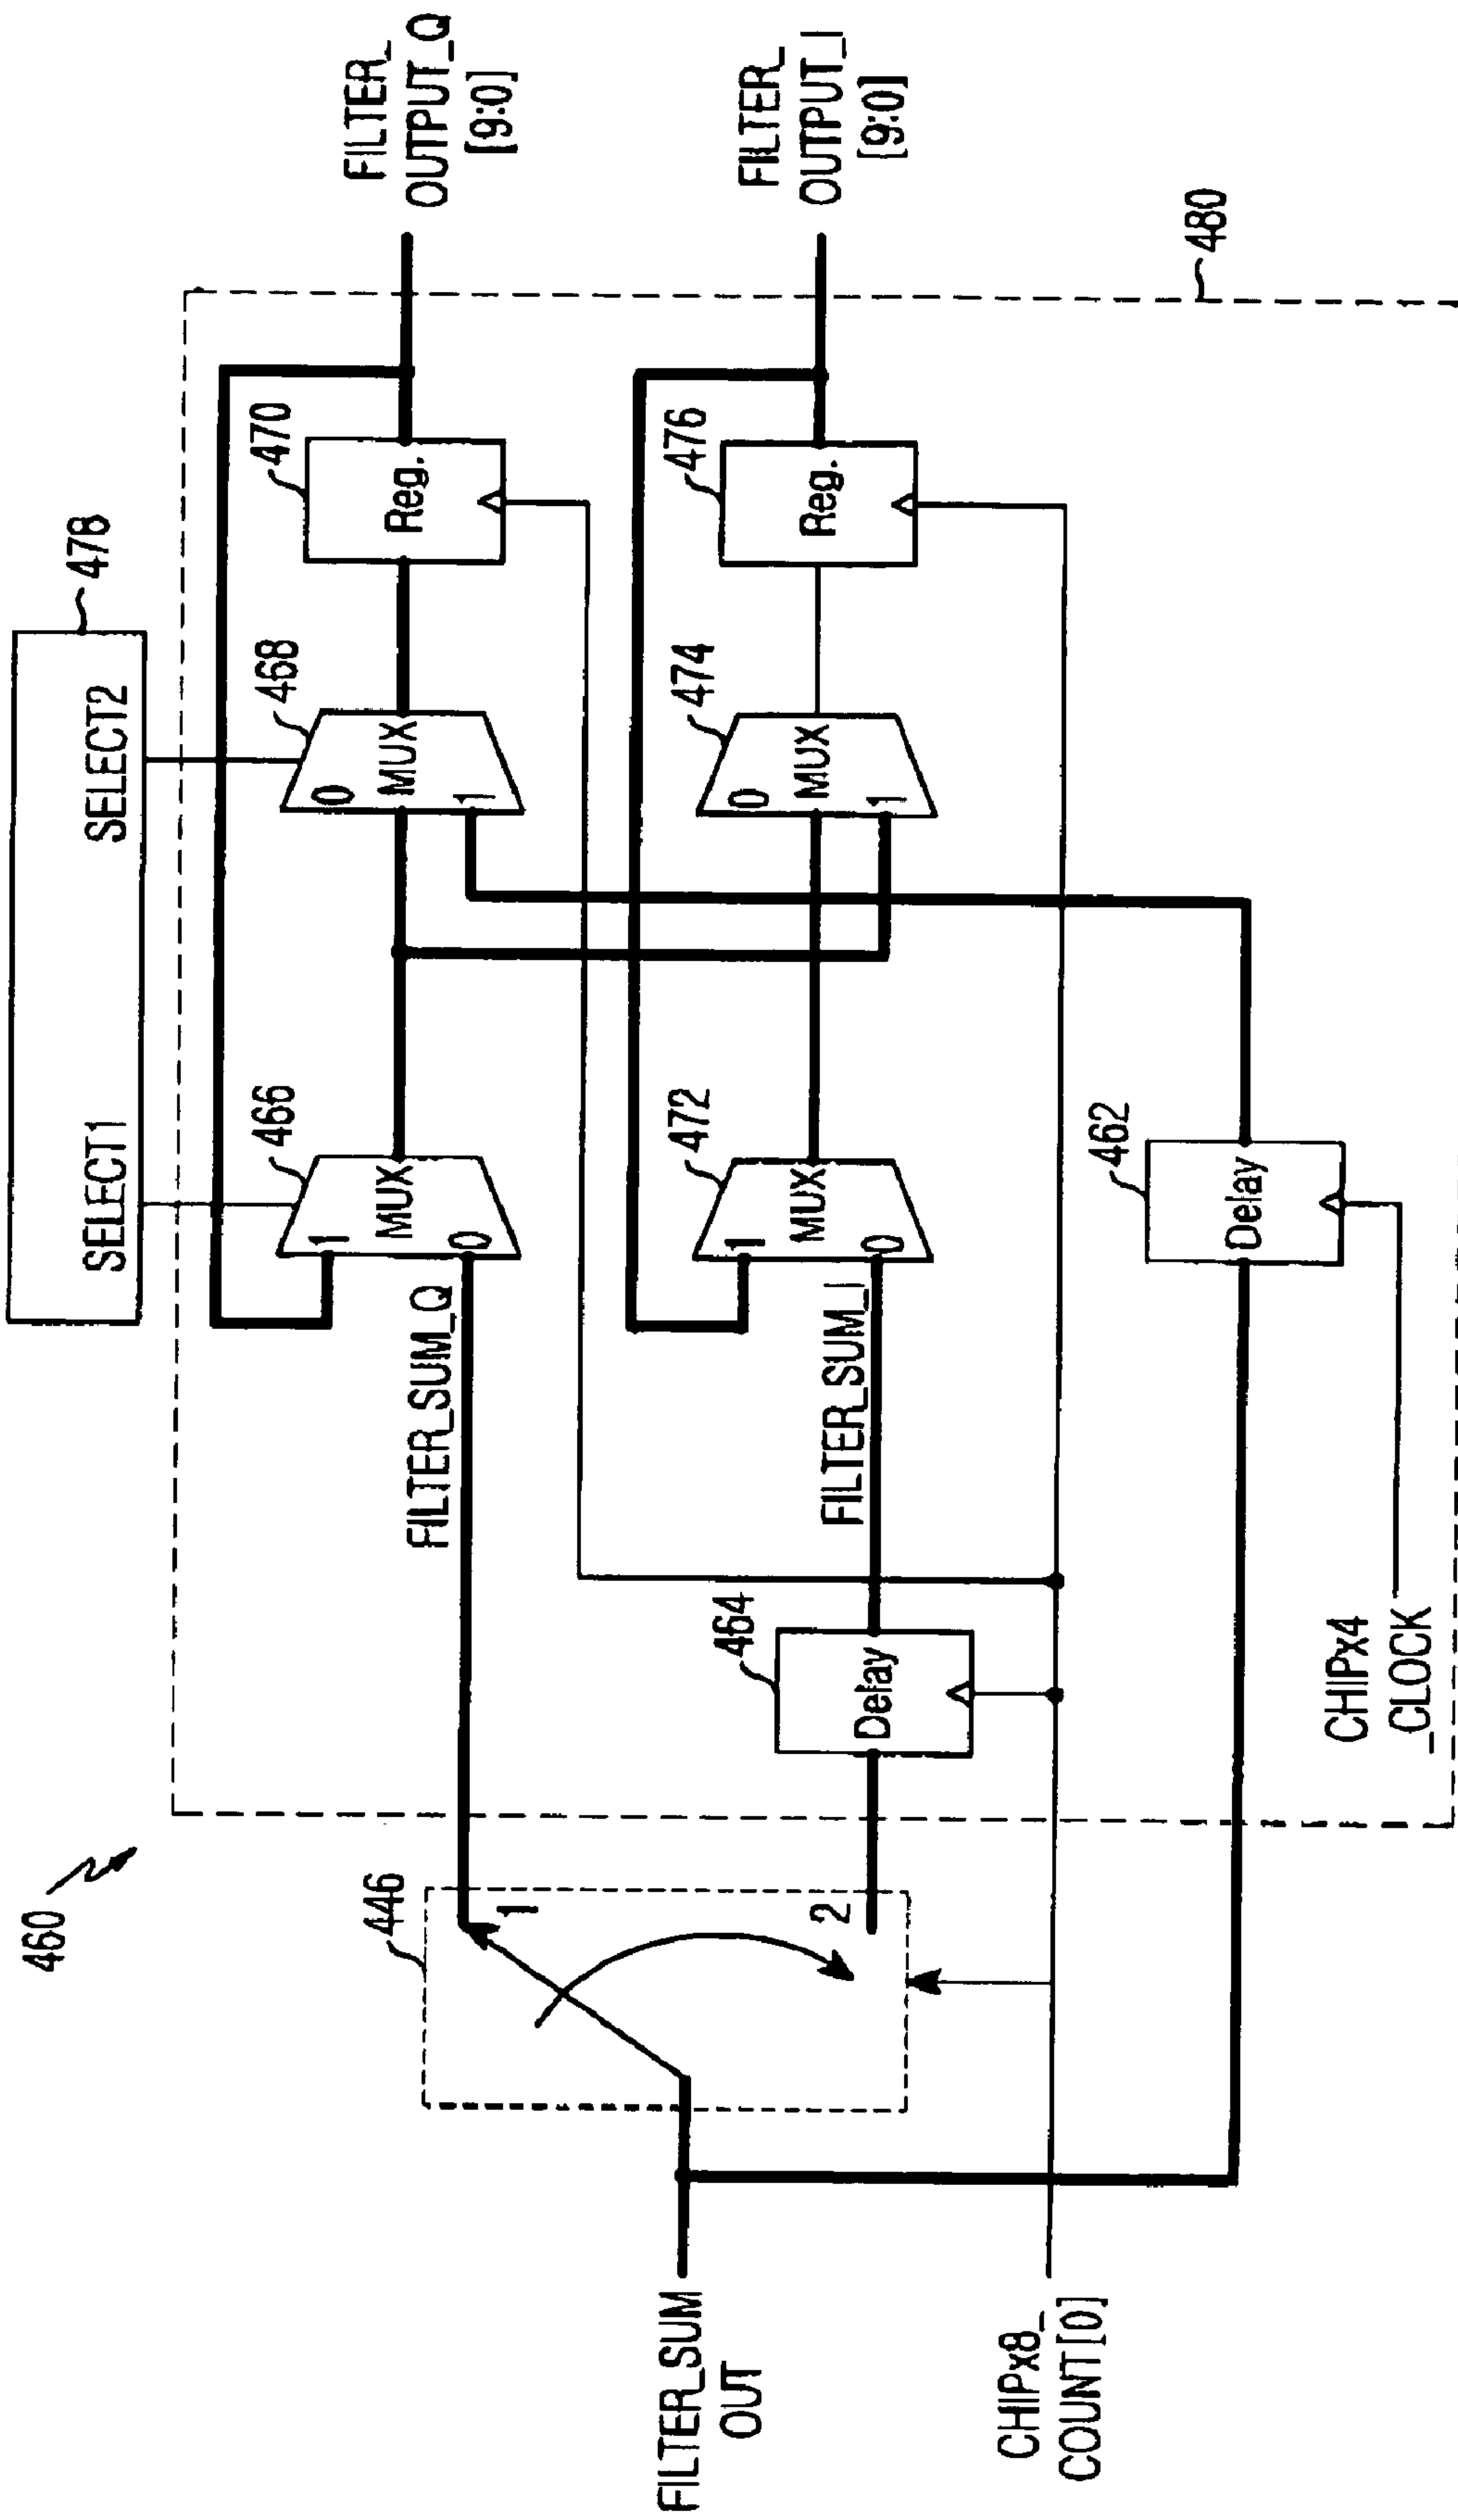 460
478
SELECT1
SELECT2
446
1
2
FILTER_SUM_
OUT
CHIPx8_
COUNT[0]
FILTER_SUM_Q
466
1
MUX
0
468
0
MUX
1
470
Reg.
FILTER_
OUTPUT_Q
[9:0]
464
Delay
FILTER_SUM_I
472
1
MUX
0
474
0
MUX
1
476
Reg.
FILTER_
OUTPUT_I
[9:0]
CHIPx4
_CLOCK
462
Delay
480